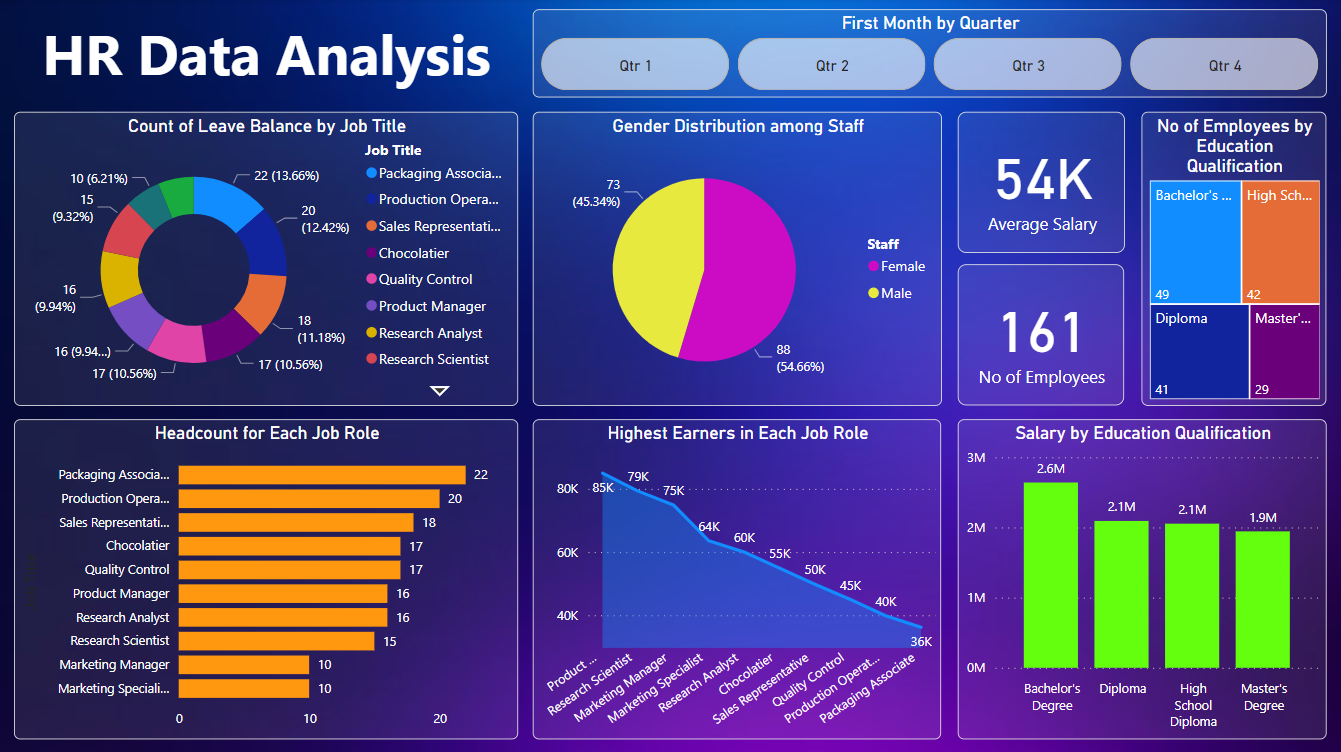 HR Data Analysis
First Month by Quarter
Qtr 1
Qtr 2
Qtr 3
Qtr 4
Count of Leave Balance by Job Title
22 (13.66%)
20
(12.42%)
18
(11.18%)
17 (10.56%)
17 (10.56%)
16 (9.94...)
16
(9.94%)
15
(9.32%)
10 (6.21%)
Job Title
Packaging Associa...
Production Opera...
Sales Representati...
Chocolatier
Quality Control
Product Manager
Research Analyst
Research Scientist
Gender Distribution among Staff
73
(45.34%)
88
(54.66%)
Staff
Female
Male
54K
Average Salary
161
No of Employees
No of Employees by
Education
Qualification
Bachelor's ...
49
High Sch...
42
Diploma
41
Master'...
29
Headcount for Each Job Role
Packaging Associa...
22
Production Opera...
20
Sales Representati...
18
Chocolatier
17
Quality Control
17
Product Manager
16
Research Analyst
16
Research Scientist
15
Marketing Manager
10
Marketing Speciali...
10
0
10
20
Highest Earners in Each Job Role
80K
60K
40K
85K
79K
75K
64K
60K
55K
50K
45K
40K
36K
Product ...
Research Scientist
Marketing Manager
Marketing Specialist
Research Analyst
Chocolatier
Sales Representative
Quality Control
Production Operat...
Packaging Associate
Salary by Education Qualification
3M
2M
1M
0M
2.6M
2.1M
2.1M
1.9M
Bachelor's
Degree
Diploma
High
School
Diploma
Master's
Degree